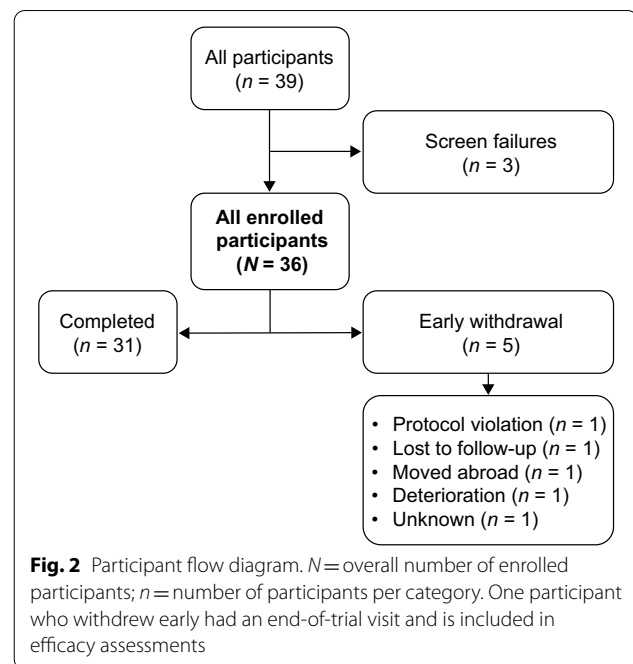 All participants
(n = 39)
Screen failures
(n = 3)
All enrolled
participants
(N = 36)
Completed
(n = 31)
Early withdrawal
(n = 5)
• Protocol violation (n = 1)
• Lost to follow-up (n = 1)
• Moved abroad (n = 1)
• Deterioration (n = 1)
• Unknown (n = 1)
Fig. 2 Participant flow diagram. N = overall number of enrolled
participants; n = number of participants per category. One participant
who withdrew early had an end-of-trial visit and is included in
efficacy assessments